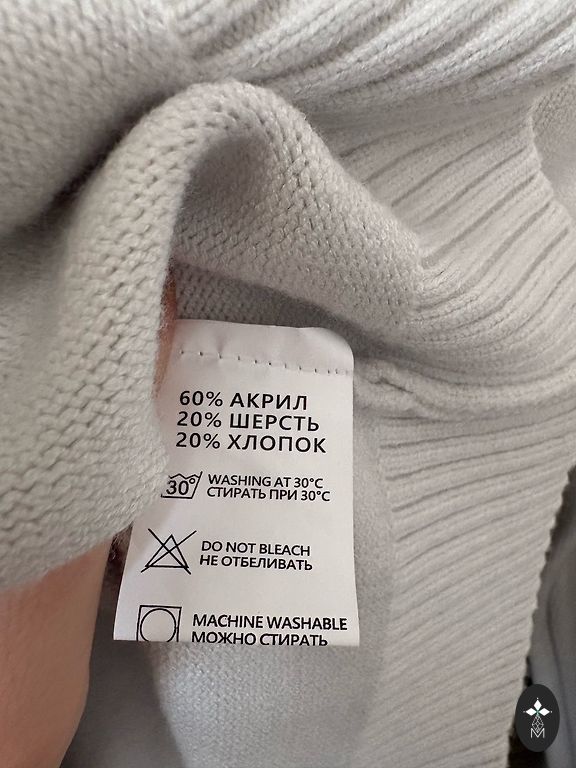 60% АКРИЛ
20% ШЕРСТЬ
20% ХЛОПОК
30°
WASHING AT 30°C
СТИРАТЬ ПРИ 30°C
DO NOT BLEACH
НЕ ОТБЕЛИВАТЬ
MACHINE WASHABLE
МОЖНО СТИРАТЬ
M